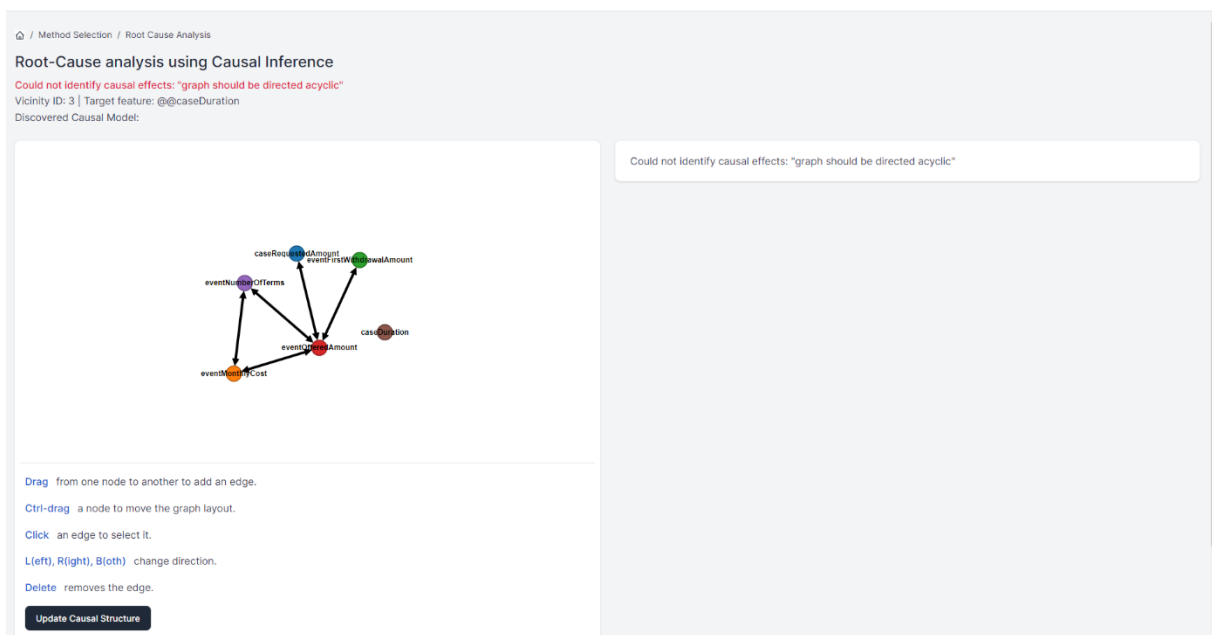 / Method Selection / Root Cause Analysis
Root-Cause analysis using Causal Inference
Could not identify causal effects: "graph should be directed acyclic"
Vicinity ID: 3 | Target feature: @@caseDuration
Discovered Causal Model:
Could not identify causal effects: "graph should be directed acyclic"
caseRequestedAmount
eventFirstWithdrawalAmount
eventNumberOfTerms
caseDuration
eventOfferedAmount
eventMonthlyCost
Drag from one node to another to add an edge.
Ctrl-drag a node to move the graph layout.
Click an edge to select it.
L(eft), R(ight), B(oth) change direction.
Delete removes the edge.
Update Causal Structure